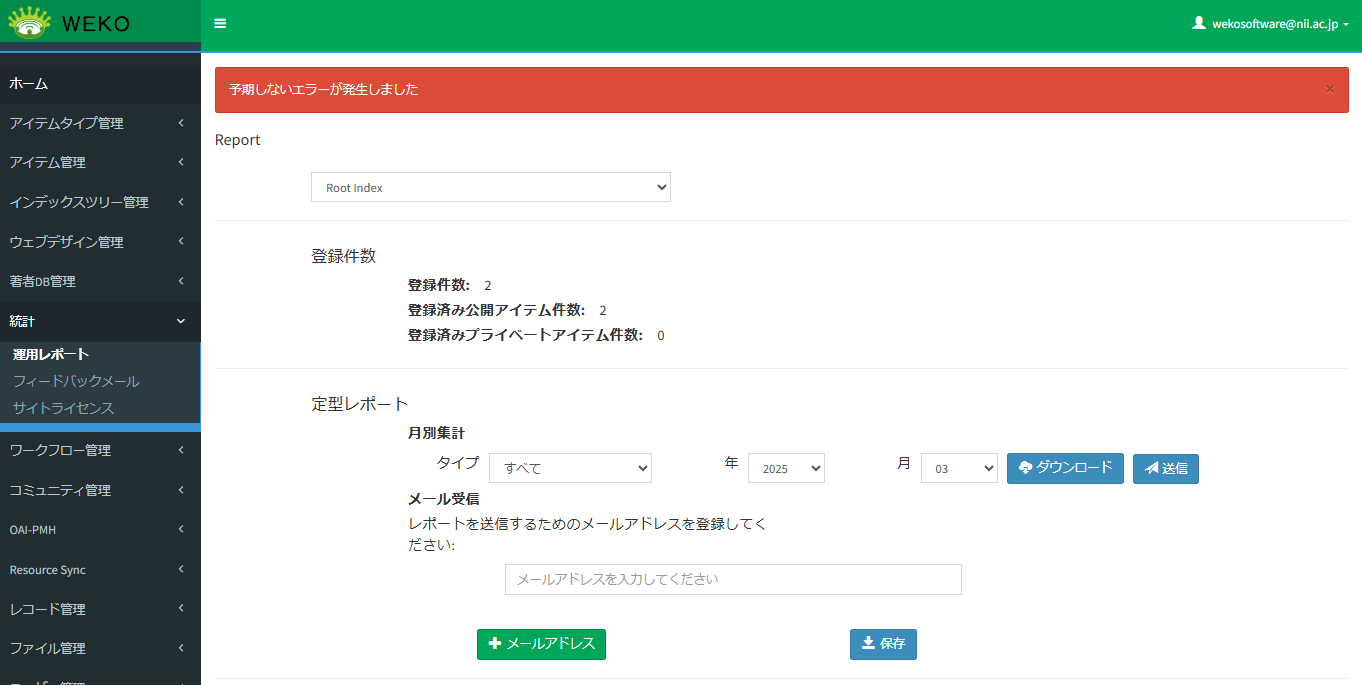 WEKO
wekosoftware@nii.ac.jp
ホーム
アイテムタイプ管理
アイテム管理
インデックスツリー管理
ウェブデザイン管理
著者DB管理
統計
運用レポート
フィードバックメール
サイトライセンス
ワークフロー管理
コミュニティ管理
OAI-PMH
Resource Sync
レコード管理
ファイル管理
予期しないエラーが発生しました ×
Report
Root Index
登録件数
登録件数: 2
登録済み公開アイテム件数: 2
登録済みプライベートアイテム件数: 0
定型レポート
月別集計
タイプ すべて 年 2025 月 03 ダウンロード 送信
メール受信
レポートを送信するためのメールアドレスを登録してく
ださい:
メールアドレスを入力してください
メールアドレス 保存